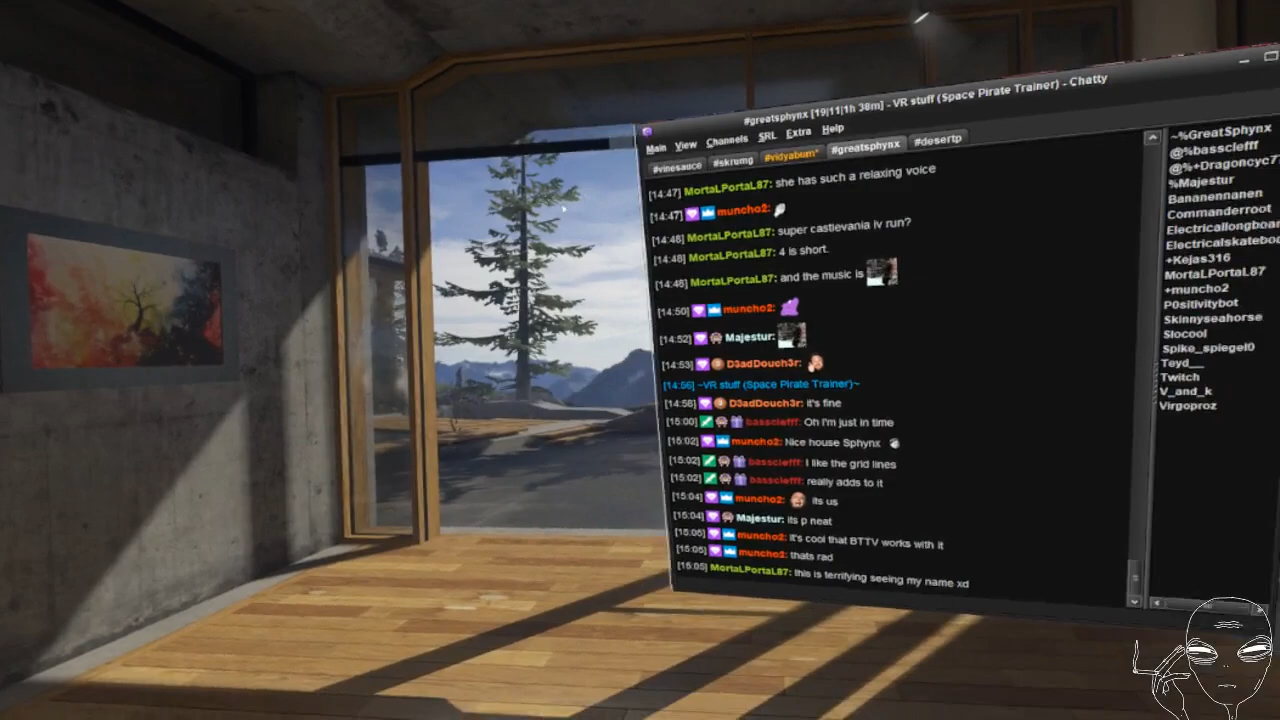 #greatsphynx [19|11|1h 38m] - VR stuff (Space Pirate Trainer) - Chatty
Main View Channels SRL Extra Help
#vinesauce #skrumg #vidyaburn* #greatsphynx #desertp
[14:47] MortaLPortaL87: she has such a relaxing voice
[14:47] muncho2:
[14:48] MortaLPortaL87: super castlevania iv run?
[14:48] MortaLPortaL87: 4 is short.
[14:48] MortaLPortaL87: and the music is
[14:50] muncho2:
[14:52] Majestur:
[14:53] D3adDouch3r:
[14:56] ~VR stuff (Space Pirate Trainer)~
[14:58] D3adDouch3r: it's fine
[15:00] bassclefff: Oh I'm just in time
[15:02] muncho2: Nice house Sphynx
[15:02] bassclefff: I like the grid lines
[15:02] bassclefff: really adds to it
[15:04] muncho2: its us
[15:04] Majestur: its p neat
[15:05] muncho2: it's cool that BTTV works with it
[15:05] muncho2: thats rad
[15:05] MortaLPortaL87: this is terrifying seeing my name xd
~%GreatSphynx
@%bassclefff
@%+Dragoncyc7
%Majestur
Bananennanen
Commanderroot
Electricallongboar
Electricalskateboa
+Kejas316
MortaLPortaL87
+muncho2
P0sitivitybot
Skinnyseahorse
Slocool
Spike_spiegel0
Teyd__
Twitch
V_and_k
Virgoproz